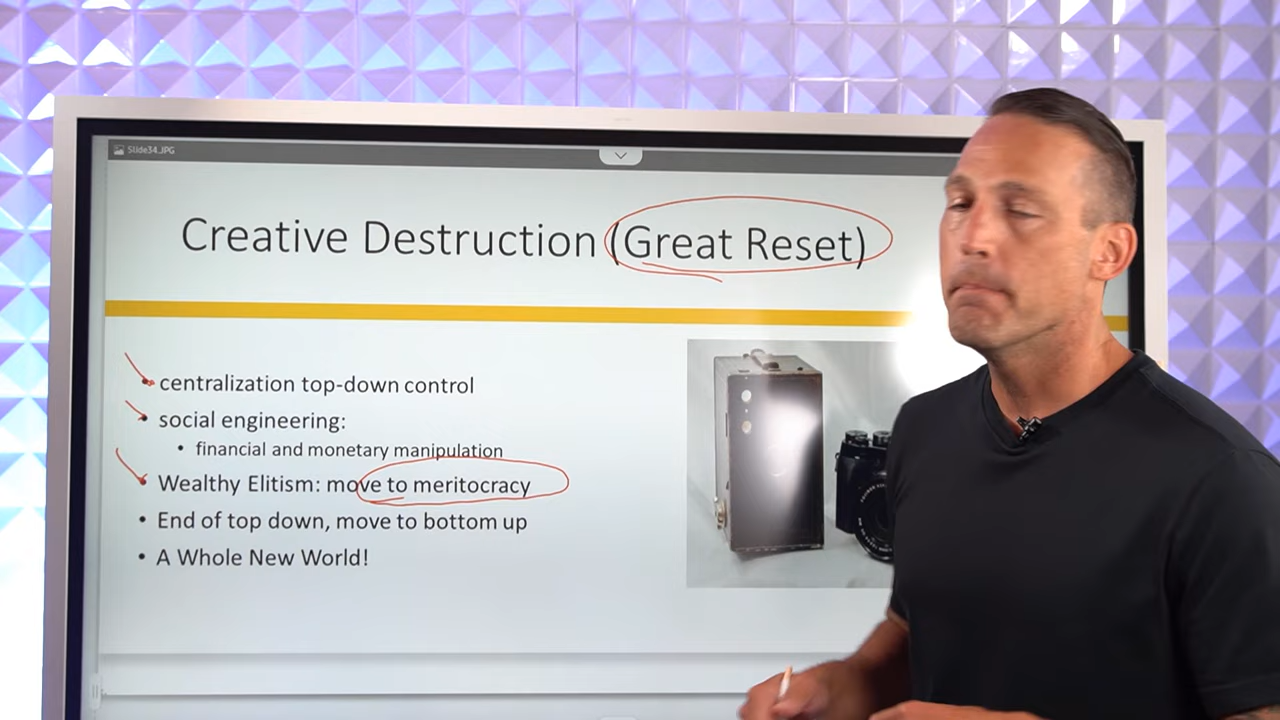 Slide34.JPG
Creative Destruction (Great Reset)
• centralization top-down control
• social engineering:
• financial and monetary manipulation
• Wealthy Elitism: move to meritocracy
• End of top down, move to bottom up
• A Whole New World!